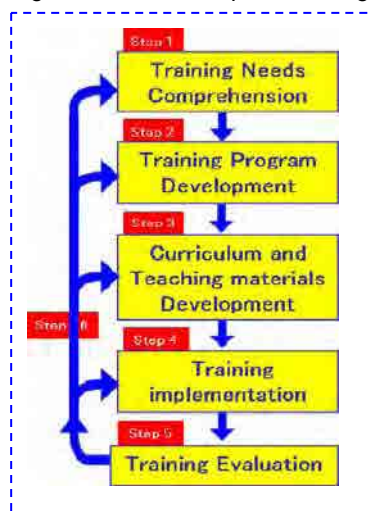 Step 1
Training Needs
Comprehension
Step 2
Training Program
Development
Step 3
Curriculum and
Teaching materials
Development
Step 4
Training
implementation
Step 5
Training Evaluation